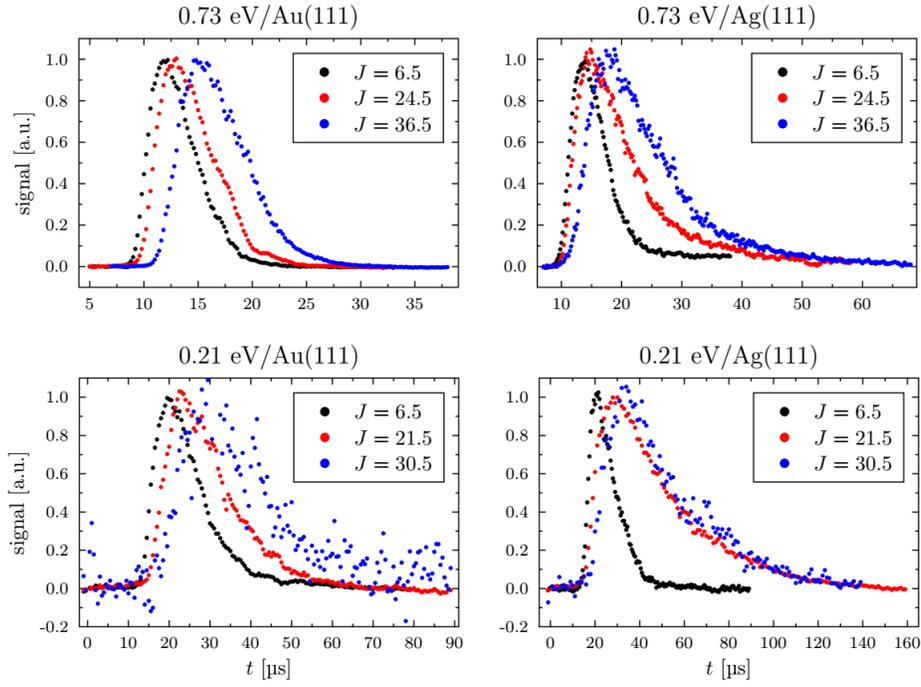 0.73 eV/Au(111)
0.73 eV/Ag(111)
signal [a.u.]
1.0
0.8
0.6
0.4
0.2
0.0
J = 6.5
J = 24.5
J = 36.5
5 10 15 20 25 30 35
1.0
0.8
0.6
0.4
0.2
0.0
J = 6.5
J = 24.5
J = 36.5
10 20 30 40 50 60
0.21 eV/Au(111)
0.21 eV/Ag(111)
signal [a.u.]
1.0
0.8
0.6
0.4
0.2
0.0
-0.2
J = 6.5
J = 21.5
J = 30.5
0 10 20 30 40 50 60 70 80 90
t [µs]
1.0
0.8
0.6
0.4
0.2
0.0
-0.2
J = 6.5
J = 21.5
J = 30.5
0 20 40 60 80 100 120 140 160
t [µs]